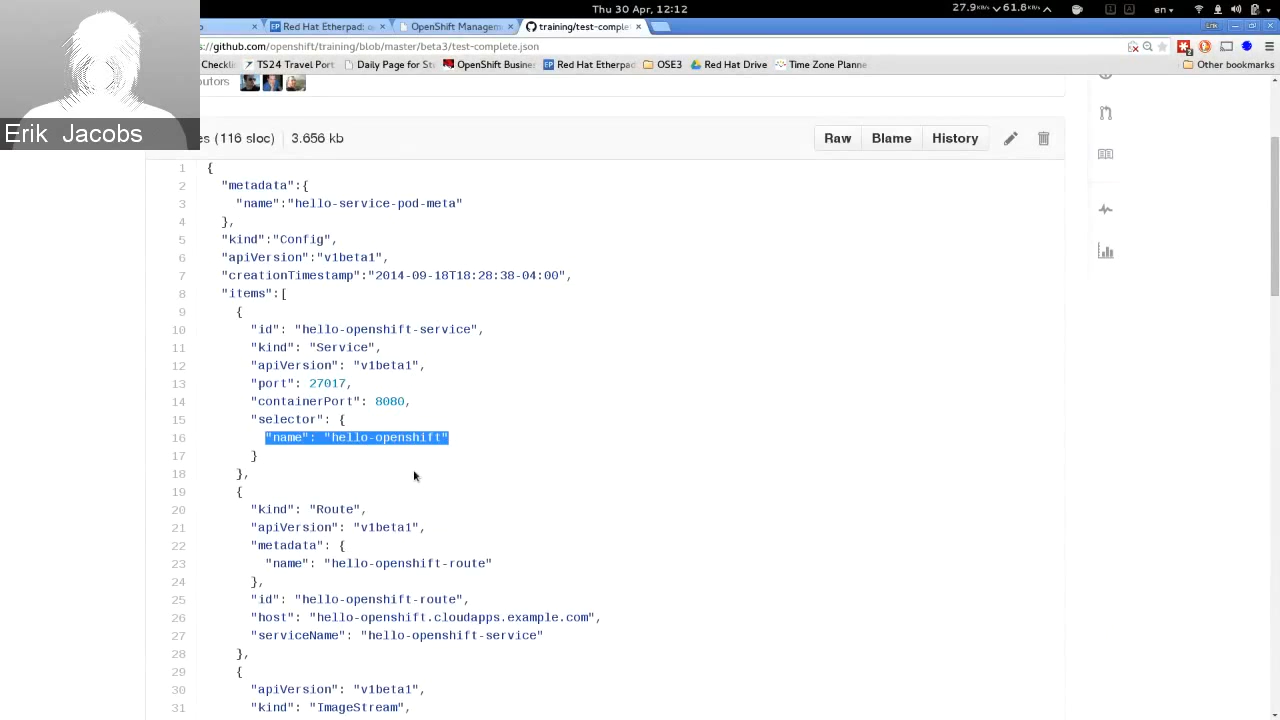 Thu 30 Apr, 12:12
27.9KB 61.6KB
en
Red Hat Etherpad: o
OpenShift Managem
training/test-comple
Erik
s://github.com/openshift/training/blob/master/beta3/test-complete.json
Checklin
TS24 Travel Port
Daily Page for St
OpenShift Busine
Red Hat Etherpad
OSE3
Red Hat Drive
Time Zone Planne
Other bookmarks
utors
Erik Jacobs
es (116 sloc) 3.656 kb
Raw Blame History
1 {
2 "metadata":{
3 "name":"hello-service-pod-meta"
4 },
5 "kind":"Config",
6 "apiVersion":"v1beta1",
7 "creationTimestamp":"2014-09-18T18:28:38-04:00",
8 "items":[
9 {
10 "id": "hello-openshift-service",
11 "kind": "Service",
12 "apiVersion": "v1beta1",
13 "port": 27017,
14 "containerPort": 8080,
15 "selector": {
16 "name": "hello-openshift"
17 }
18 },
19 {
20 "kind": "Route",
21 "apiVersion": "v1beta1",
22 "metadata": {
23 "name": "hello-openshift-route"
24 },
25 "id": "hello-openshift-route",
26 "host": "hello-openshift.cloudapps.example.com",
27 "serviceName": "hello-openshift-service"
28 },
29 {
30 "apiVersion": "v1beta1",
31 "kind": "ImageStream",